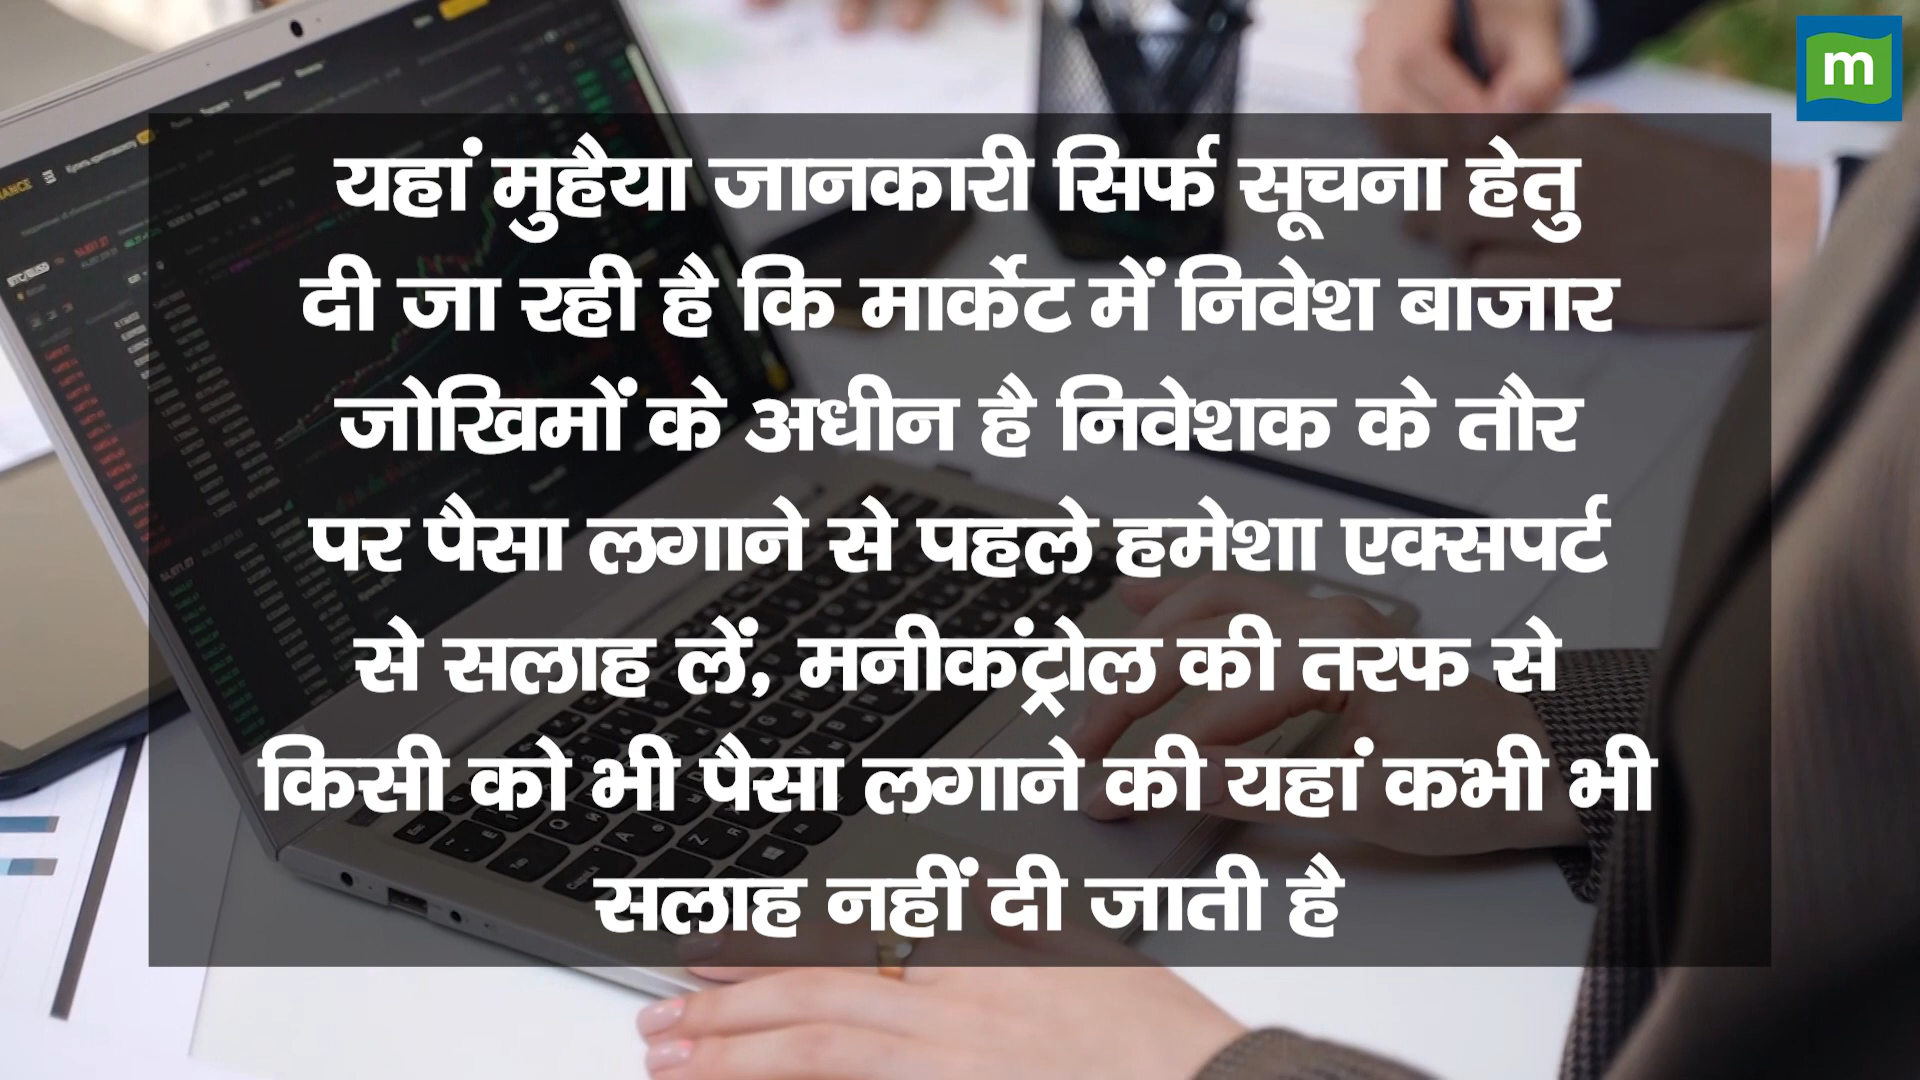 m
यहां मुहैया जानकारी सिर्फ सूचना हेतु
दी जा रही है कि मार्केट में निवेश बाजार
जोखिमों के अधीन है निवेशक के तौर
पर पैसा लगाने से पहले हमेशा एक्सपर्ट
से सलाह लें, मनीकंट्रोल की तरफ से
किसी को भी पैसा लगाने की यहां कभी भी
सलाह नहीं दी जाती है